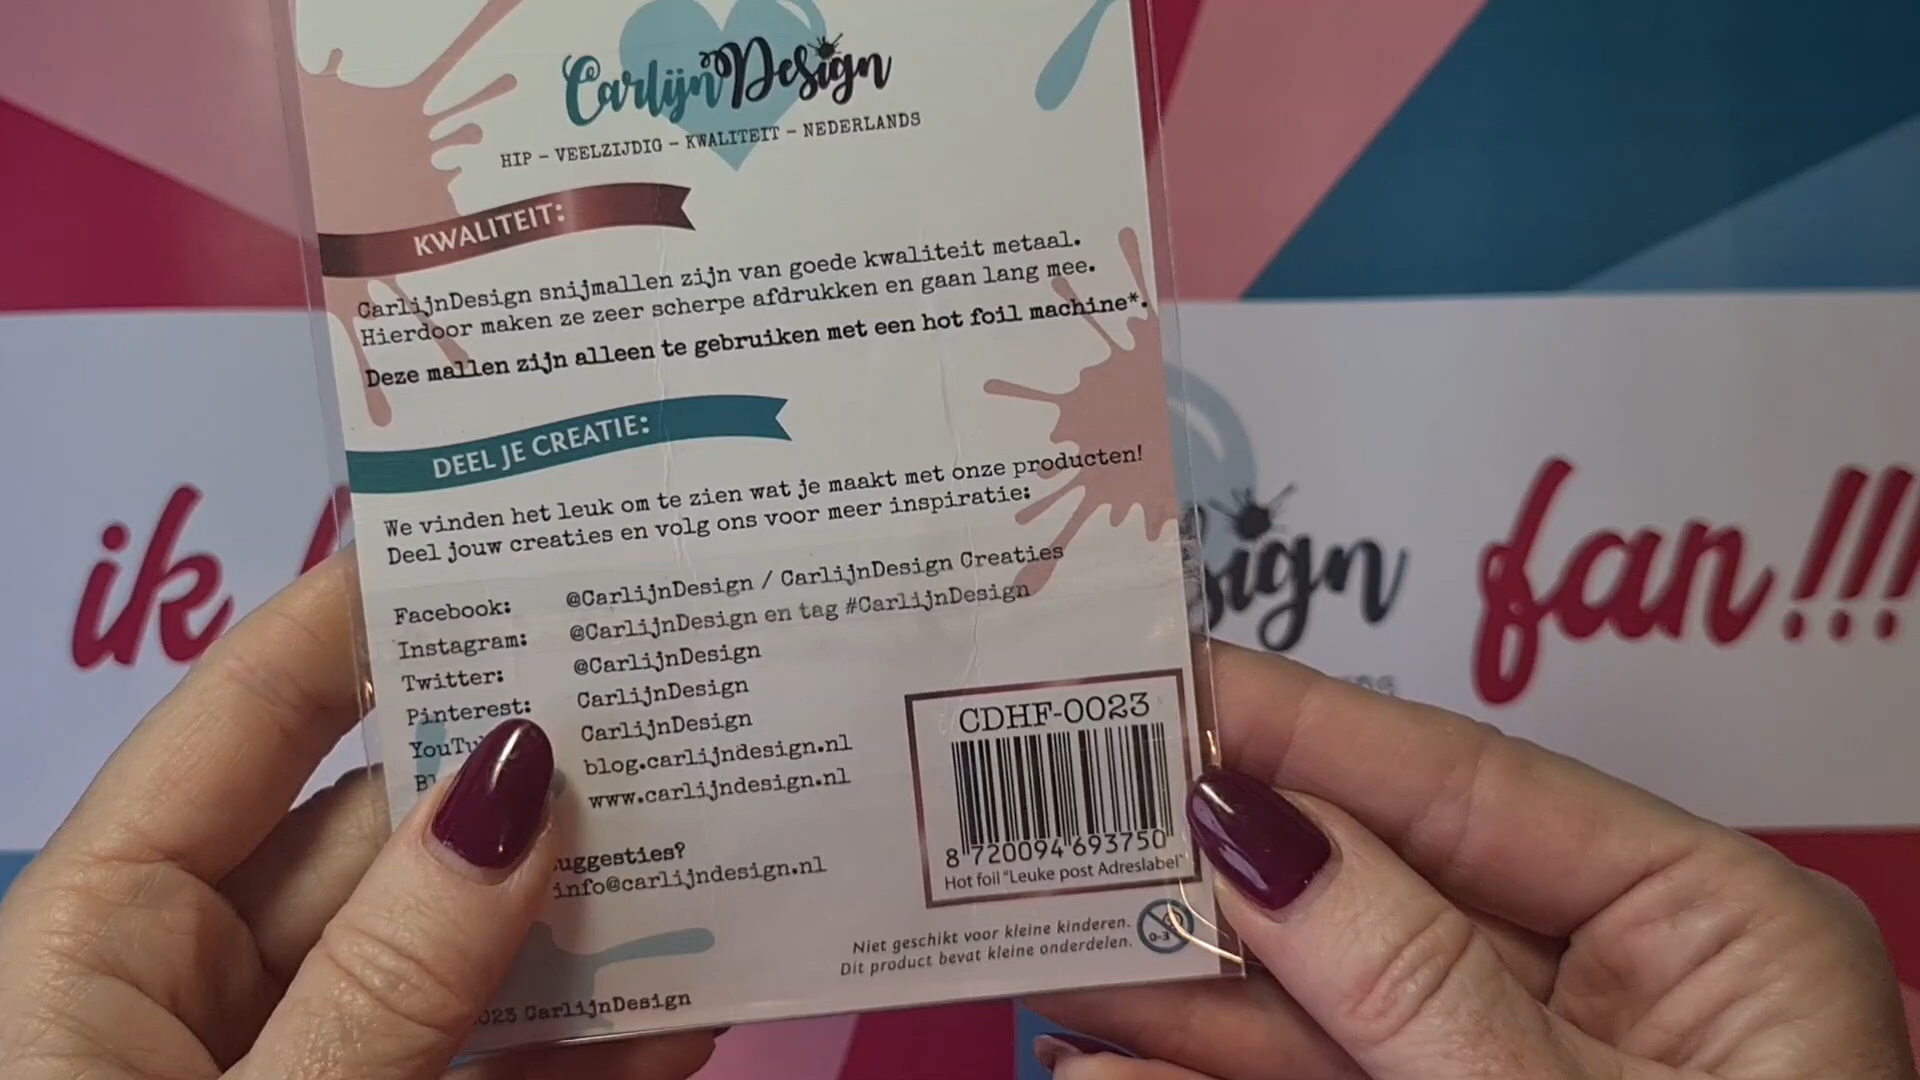 CarlijnDesign
HIP – VEELZIJDIG – KWALITEIT – NEDERLANDS
KWALITEIT:
CarlijnDesign snijmallen zijn van goede kwaliteit metaal.
Hierdoor maken ze zeer scherpe afdrukken en gaan lang mee.
Deze mallen zijn alleen te gebruiken met een hot foil machine*.
DEEL JE CREATIE:
We vinden het leuk om te zien wat je maakt met onze producten!
Deel jouw creaties en volg ons voor meer inspiratie:
Facebook: @CarlijnDesign / CarlijnDesign Creaties
Instagram: @CarlijnDesign en tag #CarlijnDesign
Twitter: @CarlijnDesign
Pinterest: CarlijnDesign
YouTu CarlijnDesign
Bl blog.carlijndesign.nl
www.carlijndesign.nl
uggesties?
info@carlijndesign.nl
CDHF-0023
8 720094 693750
Hot foil "Leuke post Adreslabel"
Niet geschikt voor kleine kinderen.
Dit product bevat kleine onderdelen.
0-3
023 CarlijnDesign
ik
sign fan!!!